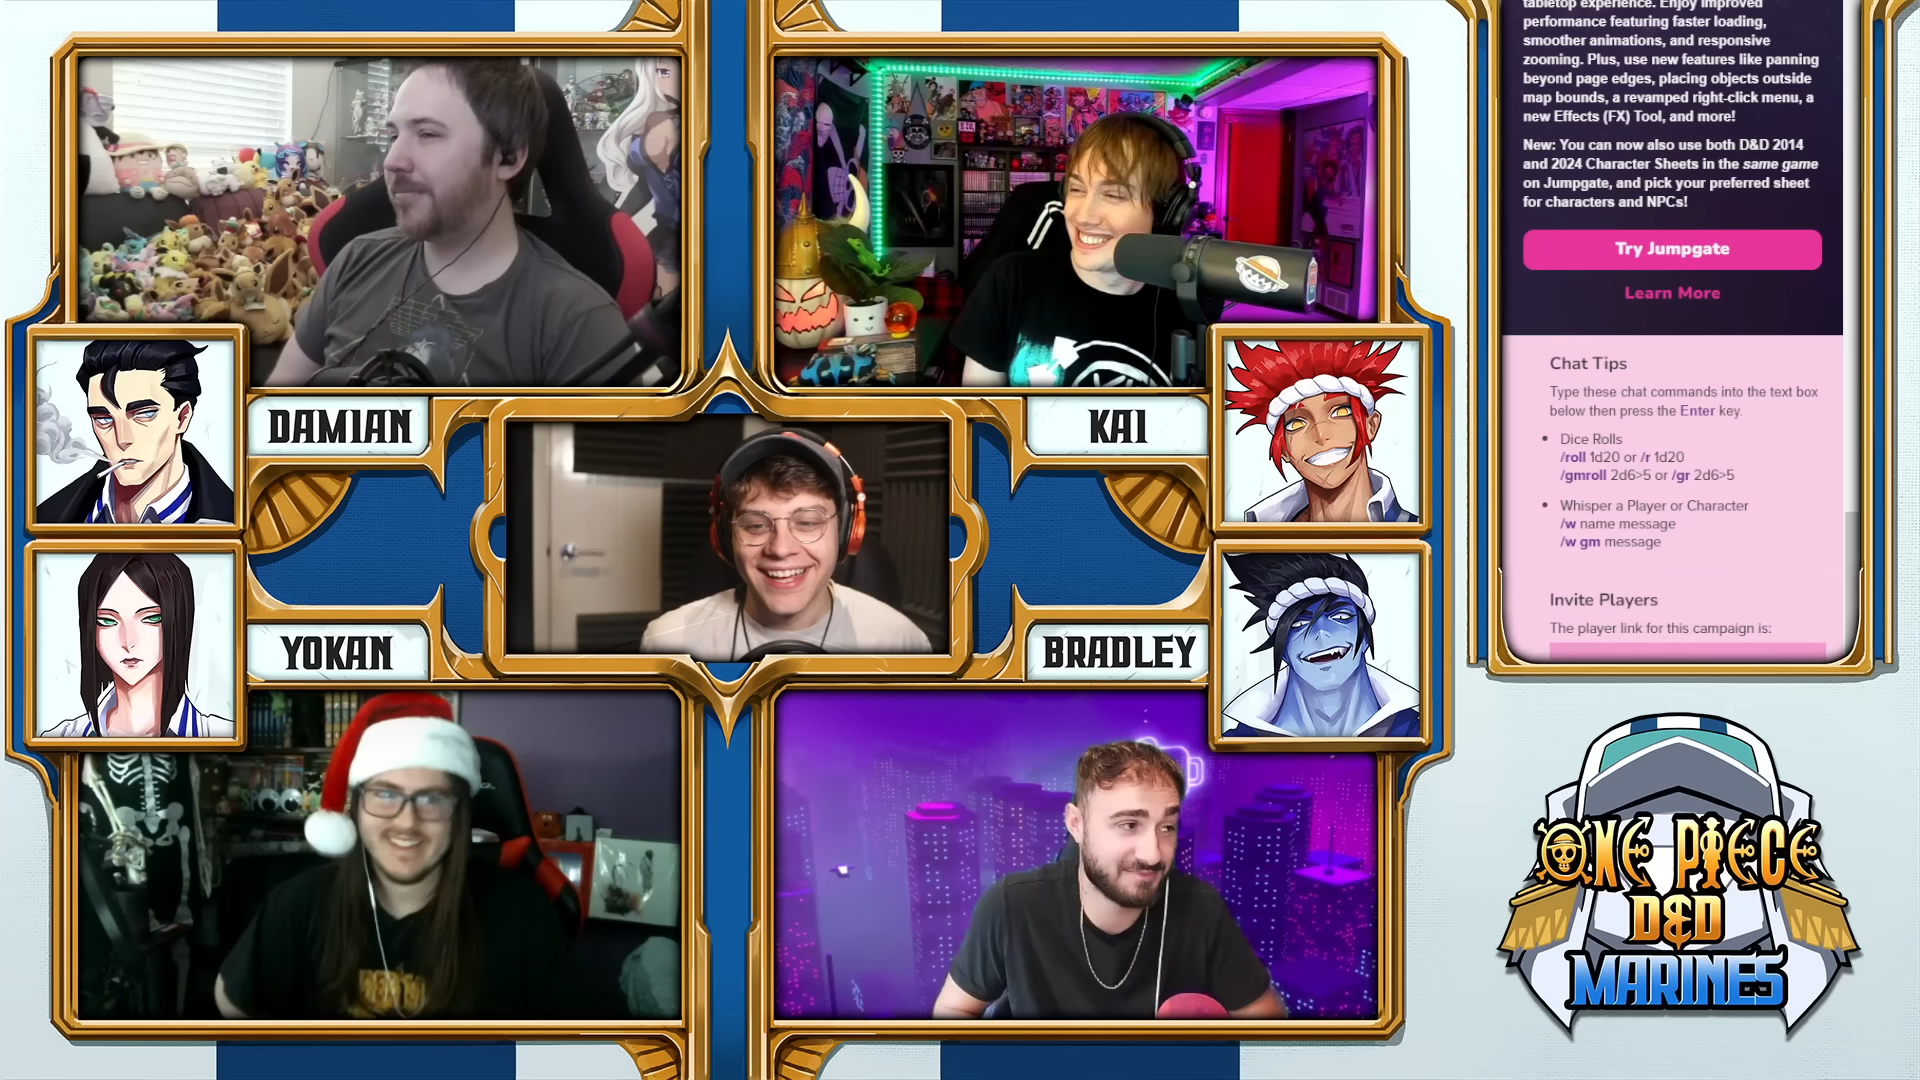 DAMIAN
KAI
YOKAN
BRADLEY
tabletop experience. Enjoy improved
performance featuring faster loading,
smoother animations, and responsive
zooming. Plus, use new features like panning
beyond page edges, placing objects outside
map bounds, a revamped right-click menu, a
new Effects (FX) Tool, and more!
New: You can now also use both D&D 2014
and 2024 Character Sheets in the same game
on Jumpgate, and pick your preferred sheet
for characters and NPCs!
Try Jumpgate
Learn More
Chat Tips
Type these chat commands into the text box
below then press the Enter key.
Dice Rolls
/roll 1d20 or /r 1d20
/gmroll 2d6>5 or /gr 2d6>5
Whisper a Player or Character
/w name message
/w gm message
Invite Players
The player link for this campaign is:
ONE PIECE
D&D
MARINES